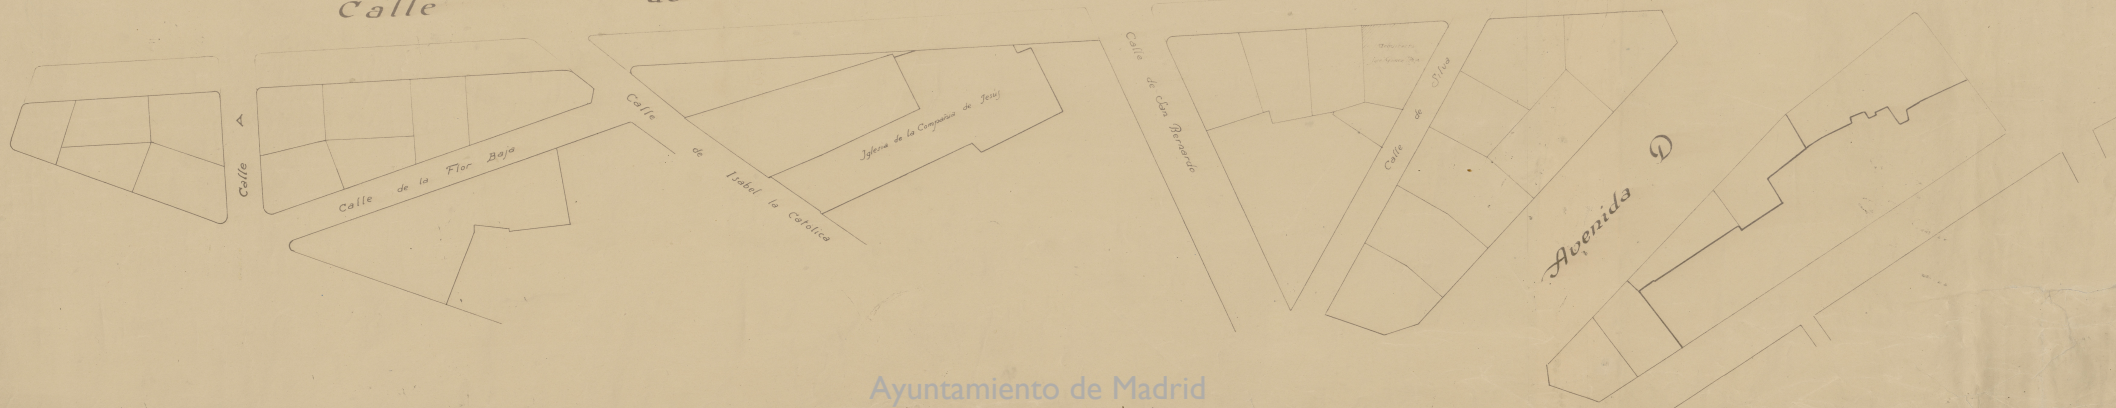 Calle
Calle A
Calle de la Flor Baja
Calle de Isabel la Catolica
Iglesia de la Compañia de Jesús
Calle de San Bernardo
Calle de Silva
Avenida D
Ayuntamiento de Madrid